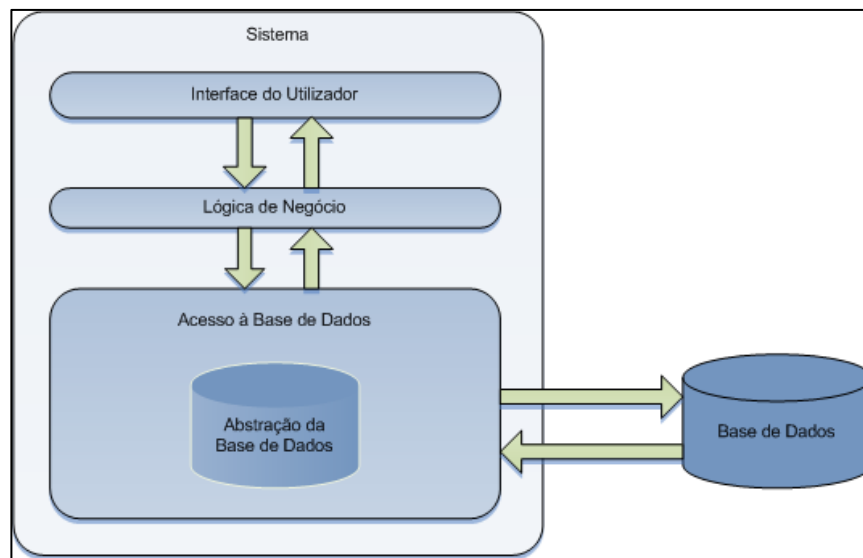 Sistema
Interface do Utilizador
Lógica de Negócio
Acesso à Base de Dados
Abstração da
Base de Dados
Base de Dados